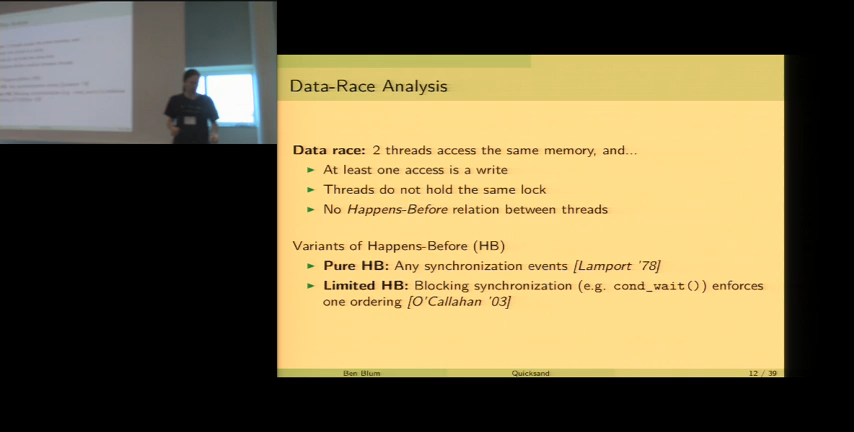 Data-Race Analysis
Data race: 2 threads access the same memory, and...
► At least one access is a write
► Threads do not hold the same lock
► No Happens-Before relation between threads
Variants of Happens-Before (HB)
► Pure HB: Any synchronization events [Lamport '78]
► Limited HB: Blocking synchronization (e.g. cond_wait()) enforces
one ordering [O'Callahan '03]
Ben Blum
Quicksand
12 / 39